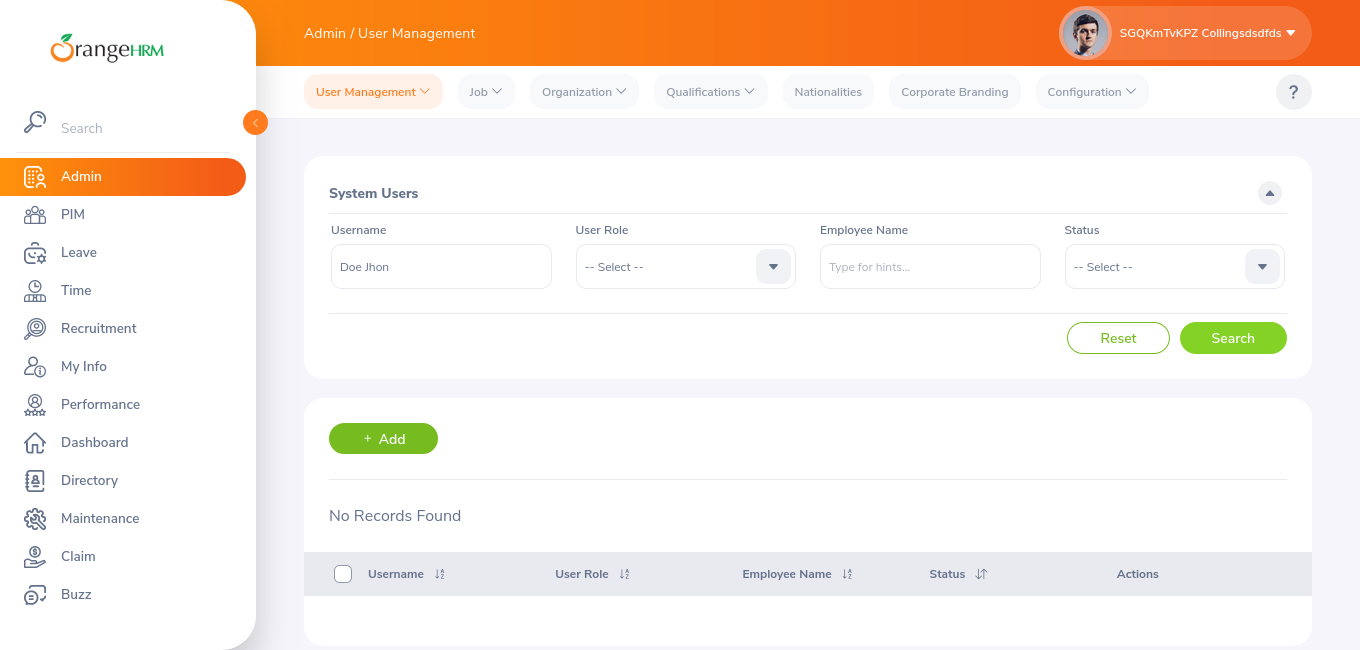 OrangeHRM
Admin / User Management
SGQKmTvKPZ Collingsdsdfds
User Management
Job
Organization
Qualifications
Nationalities
Corporate Branding
Configuration
?
Search
Admin
PIM
Leave
Time
Recruitment
My Info
Performance
Dashboard
Directory
Maintenance
Claim
Buzz
System Users
Username
User Role
Employee Name
Status
Doe Jhon
-- Select --
Type for hints...
-- Select --
Reset
Search
+ Add
No Records Found
Username
User Role
Employee Name
Status
Actions